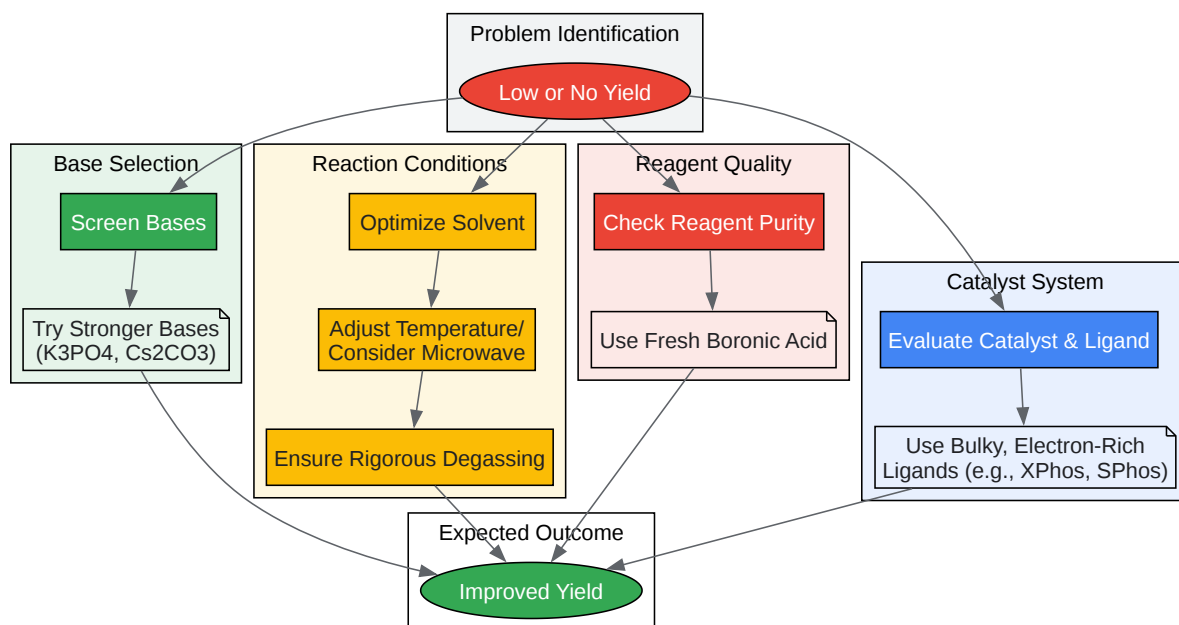 Problem Identification
Low or No Yield
Base Selection
Screen Bases
Try Stronger Bases
(K3PO4, Cs2CO3)
Reaction Conditions
Optimize Solvent
Adjust Temperature/
Consider Microwave
Ensure Rigorous Degassing
Reagent Quality
Check Reagent Purity
Use Fresh Boronic Acid
Catalyst System
Evaluate Catalyst & Ligand
Use Bulky, Electron-Rich
Ligands (e.g., XPhos, SPhos)
Expected Outcome
Improved Yield